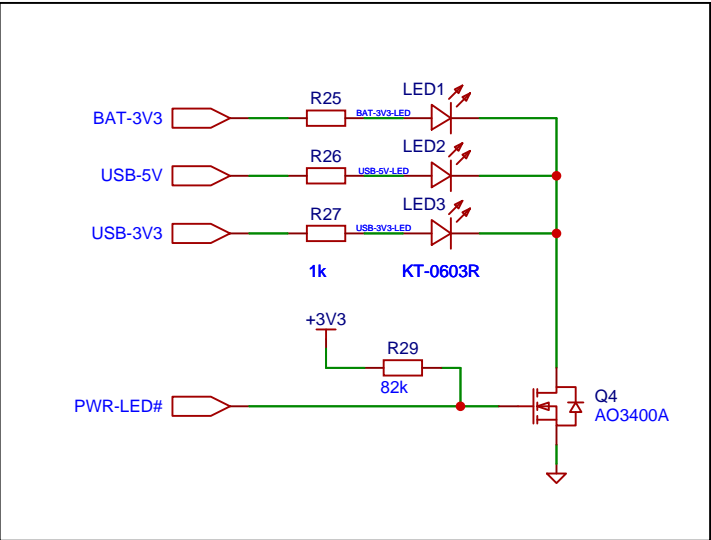 LED1
R25
BAT-3V3
BAT-3V3-LED
LED2
R26
USB-5V
USB-5V-LED
LED3
R27
USB-3V3
USB-3V3-LED
1k
KT-0603R
+3V3
R29
82k
PWR-LED#
Q4
AO3400A